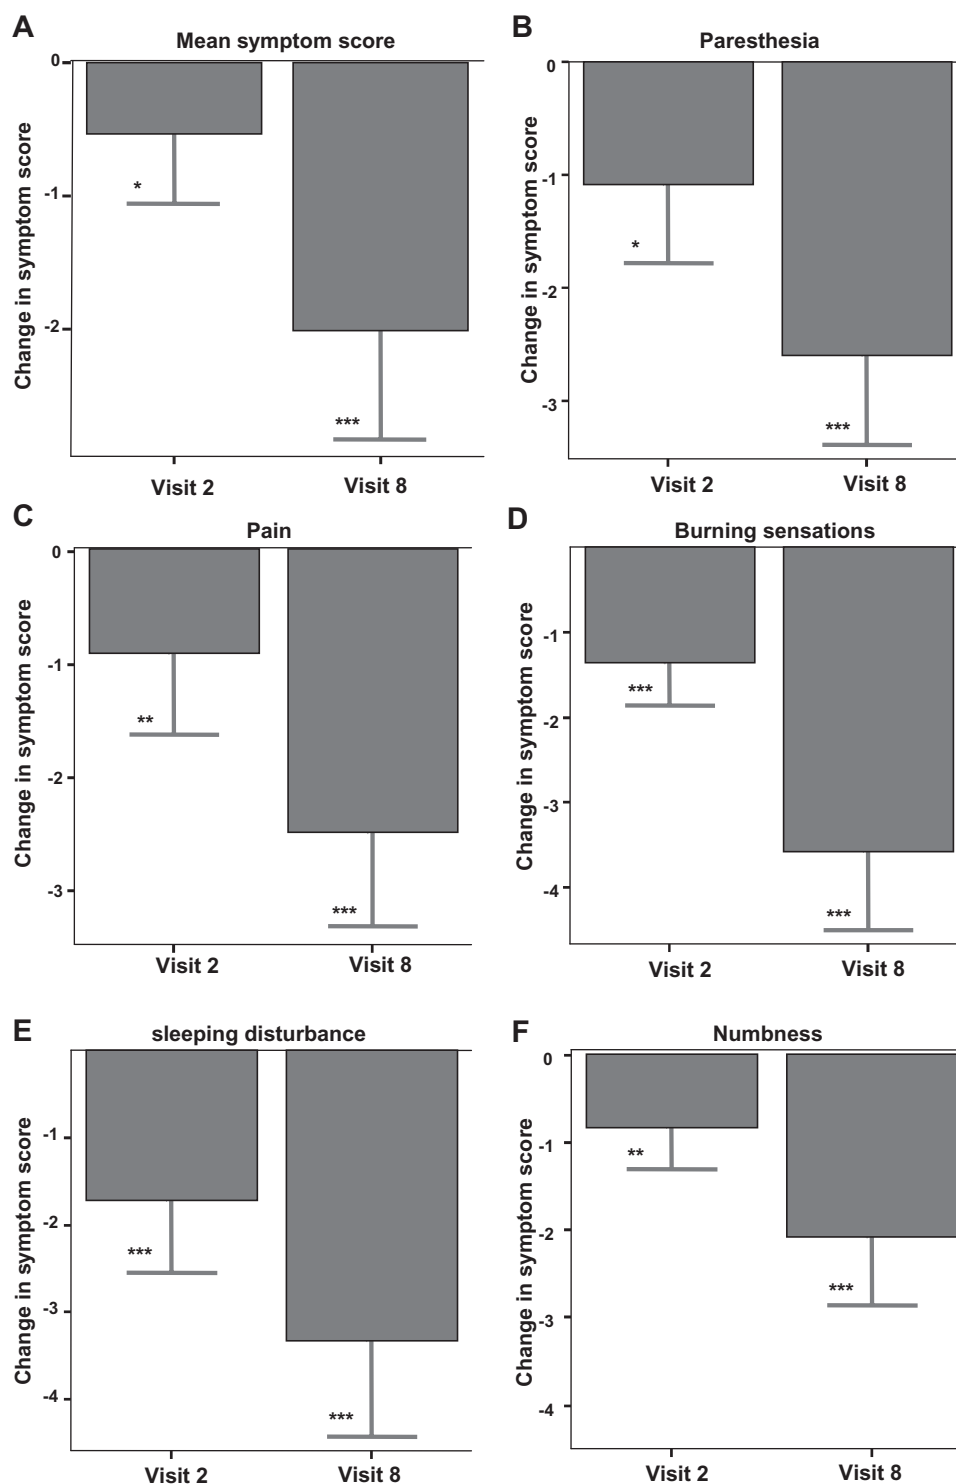 A
Mean symptom score
Change in symptom score
0
-1
-2
*
***
Visit 2 Visit 8
B
Paresthesia
Change in symptom score
0
-1
-2
-3
*
***
Visit 2 Visit 8
C
Pain
Change in symptom score
0
-1
-2
-3
**
***
Visit 2 Visit 8
D
Burning sensations
Change in symptom score
-1
-2
-3
-4
***
***
Visit 2 Visit 8
E
sleeping disturbance
Change in symptom score
-1
-2
-3
-4
***
***
Visit 2 Visit 8
F
Numbness
Change in symptom score
0
-1
-2
-3
-4
**
***
Visit 2 Visit 8